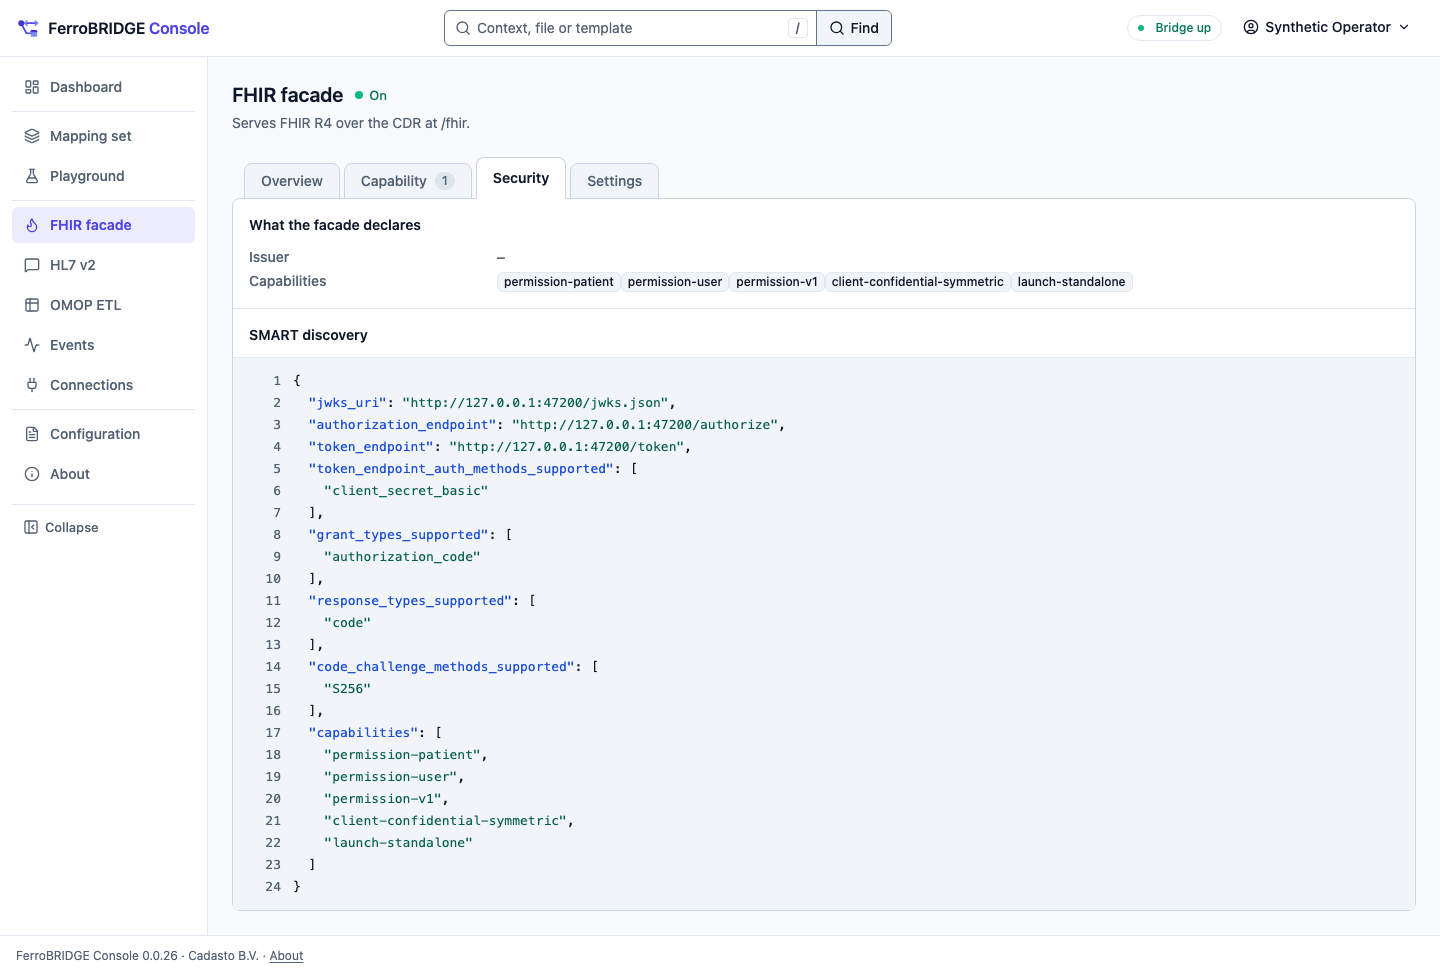 FerroBRIDGE Console
Context, file or template
/
Find
Bridge up
Synthetic Operator
Dashboard
Mapping set
Playground
FHIR facade
HL7 v2
OMOP ETL
Events
Connections
Configuration
About
Collapse
FHIR facade
On
Serves FHIR R4 over the CDR at /fhir.
Overview
Capability 1
Security
Settings
What the facade declares
Issuer –
Capabilities permission-patient permission-user permission-v1 client-confidential-symmetric launch-standalone
SMART discovery
1 {
2 "jwks_uri": "http://127.0.0.1:47200/jwks.json",
3 "authorization_endpoint": "http://127.0.0.1:47200/authorize",
4 "token_endpoint": "http://127.0.0.1:47200/token",
5 "token_endpoint_auth_methods_supported": [
6 "client_secret_basic"
7 ],
8 "grant_types_supported": [
9 "authorization_code"
10 ],
11 "response_types_supported": [
12 "code"
13 ],
14 "code_challenge_methods_supported": [
15 "S256"
16 ],
17 "capabilities": [
18 "permission-patient",
19 "permission-user",
20 "permission-v1",
21 "client-confidential-symmetric",
22 "launch-standalone"
23 ]
24 }
FerroBRIDGE Console 0.0.26 · Cadasto B.V. · About